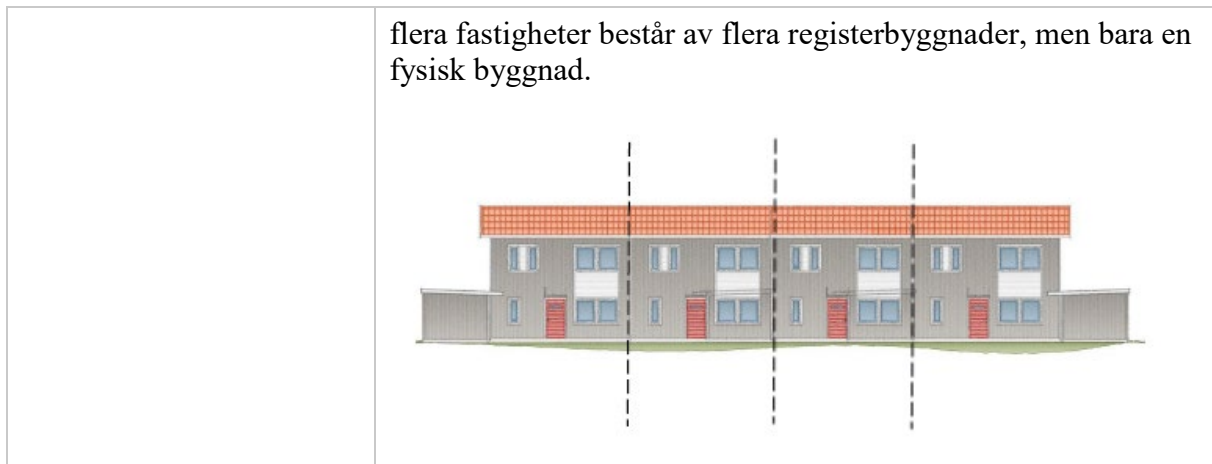 flera fastigheter består av flera registerbyggnader, men bara en
fysisk byggnad.